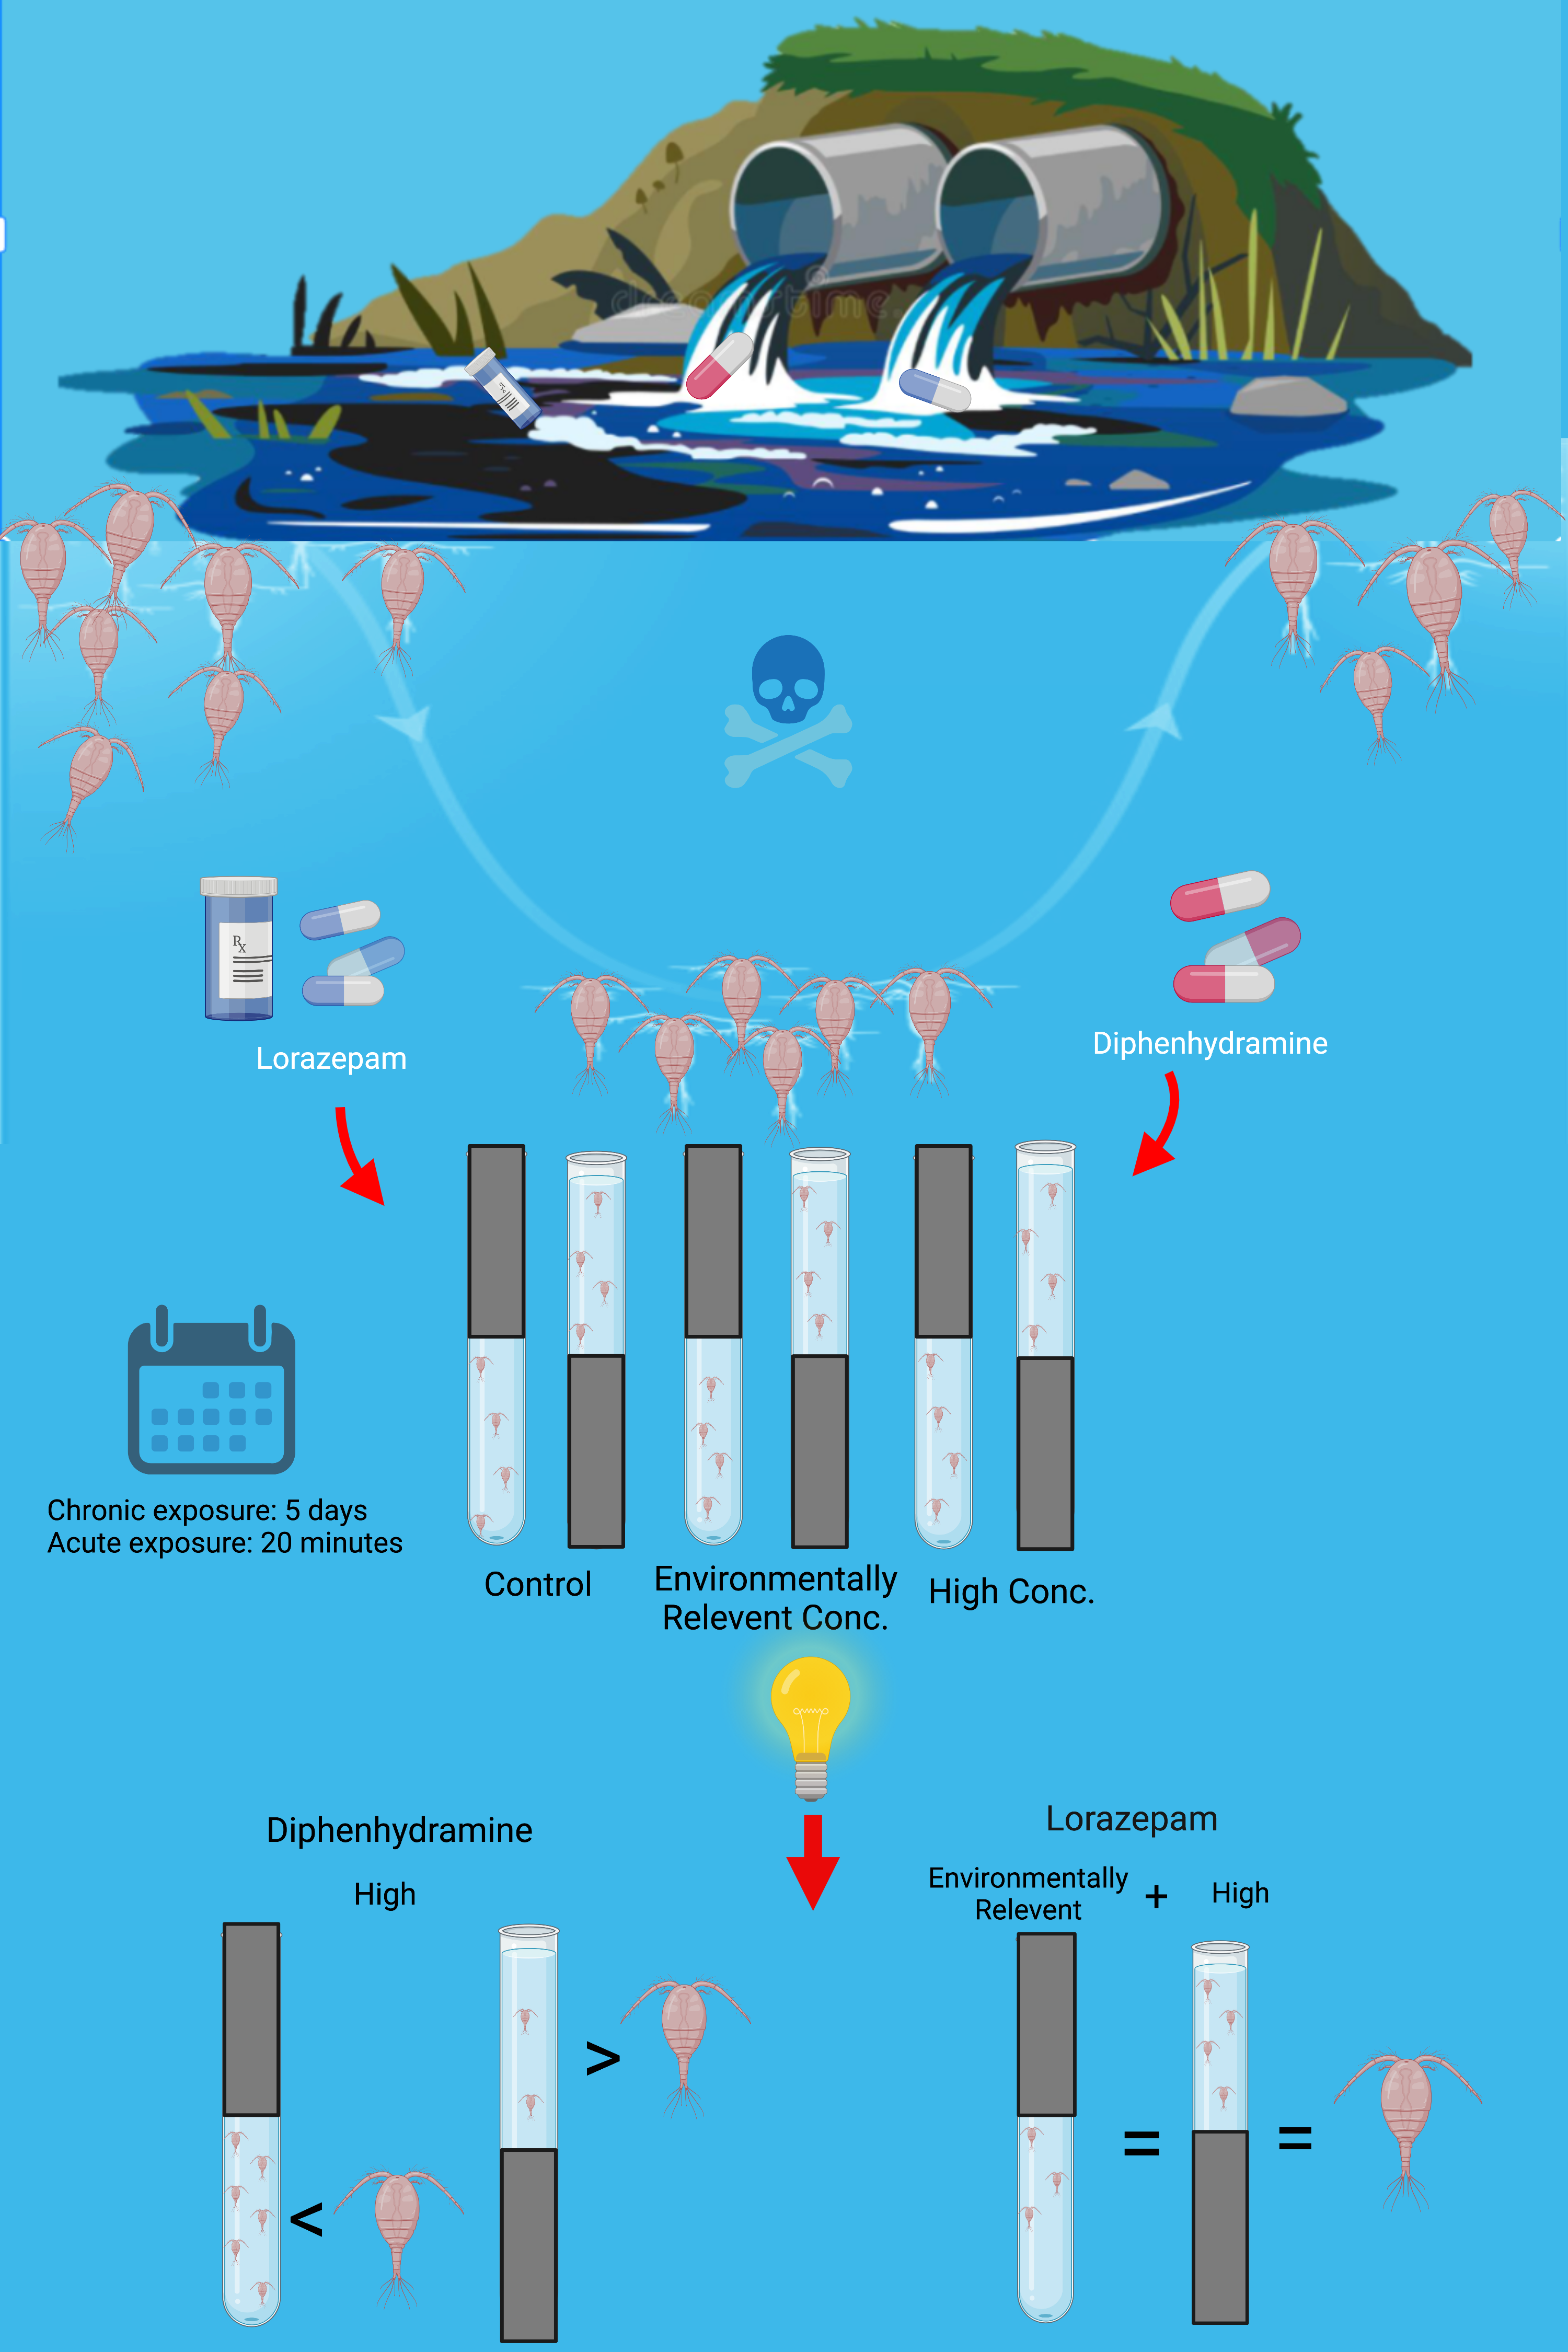 Rx
Lorazepam
Diphenhydramine
Chronic exposure: 5 days
Acute exposure: 20 minutes
Control
Environmentally
Relevent Conc.
High Conc.
Diphenhydramine
High
>
<
Lorazepam
Environmentally
Relevent
+
High
=
=